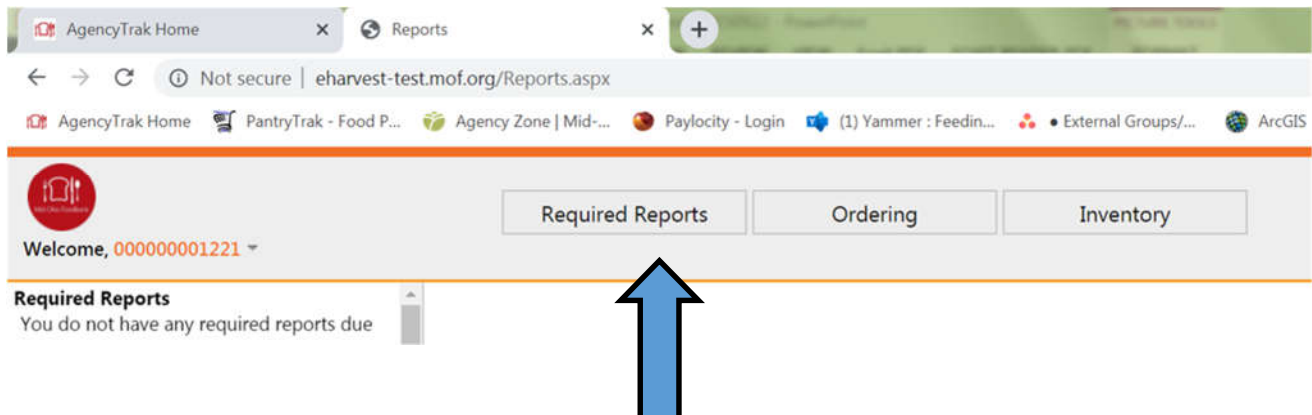 AgencyTrak Home
Reports
Not secure | eharvest-test.mof.org/Reports.aspx
AgencyTrak Home PantryTrak - Food P... Agency Zone | Mid-... Paylocity - Login (1) Yammer : Feedin... • External Groups/... ArcGIS
Required Reports Ordering Inventory
Welcome, 000000001221
Required Reports
You do not have any required reports due